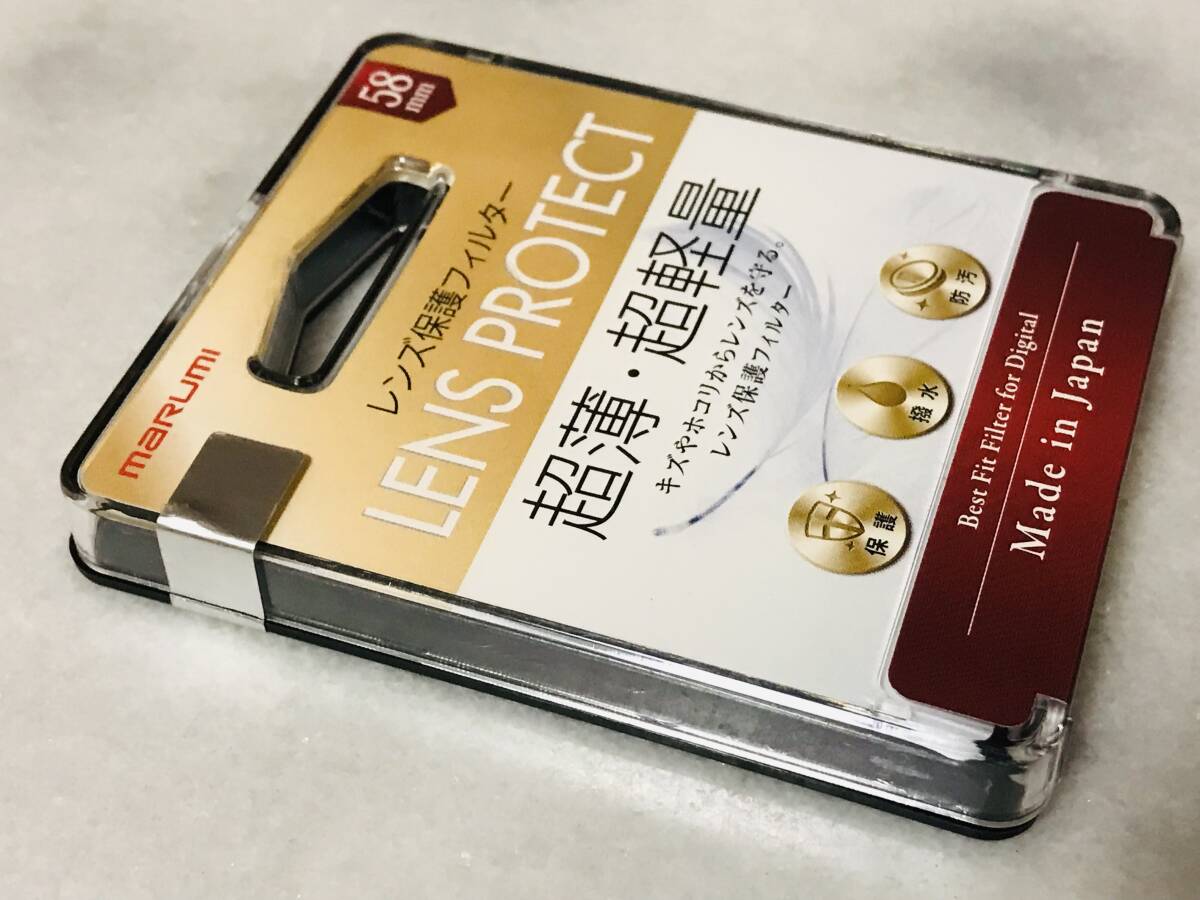 58
mm
marumi
レンズ保護フィルター
LENS PROTECT
超薄・超軽量
キズやホコリからレンズを守る。
レンズ保護フィルター
防汚
撥水
保護
Best Fit Filter for Digital
Made in Japan